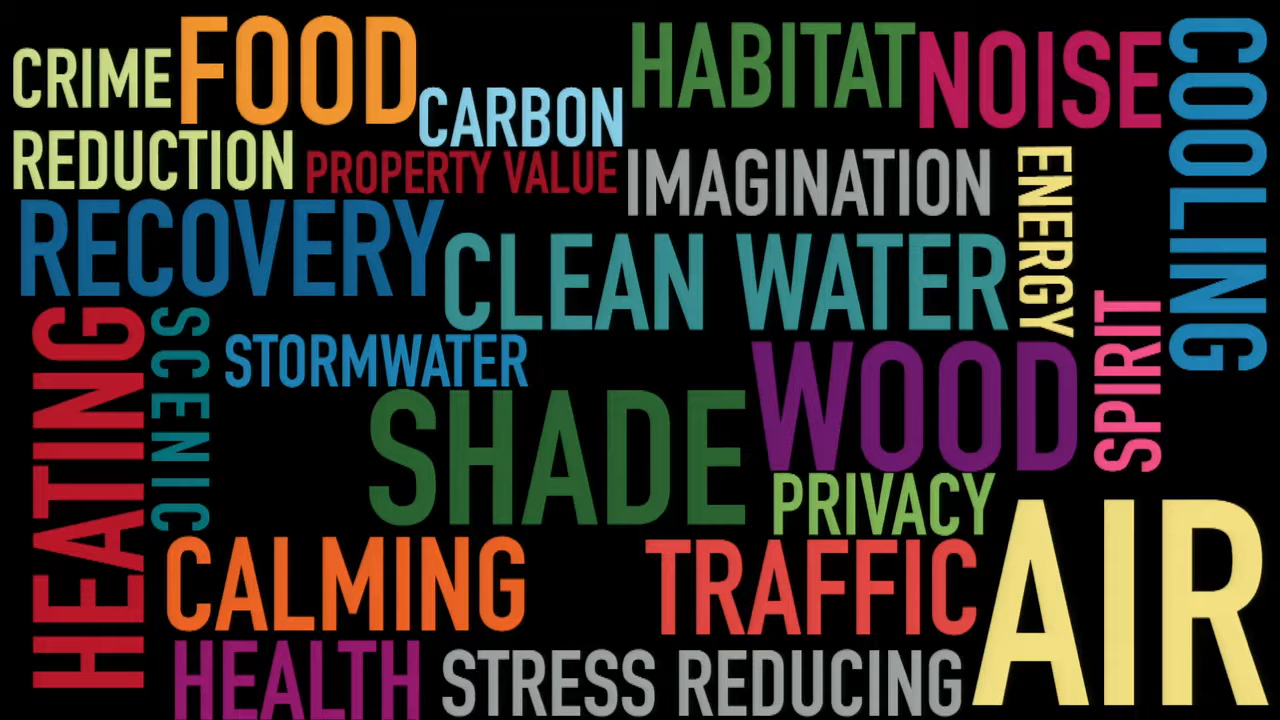 CRIME
REDUCTION
FOOD
CARBON
PROPERTY VALUE
HABITAT
NOISE
COOLING
IMAGINATION
ENERGY
RECOVERY
CLEAN WATER
SPIRIT
HEATING
SCENIC
STORMWATER
SHADE
WOOD
PRIVACY
CALMING
TRAFFIC
AIR
HEALTH
STRESS REDUCING